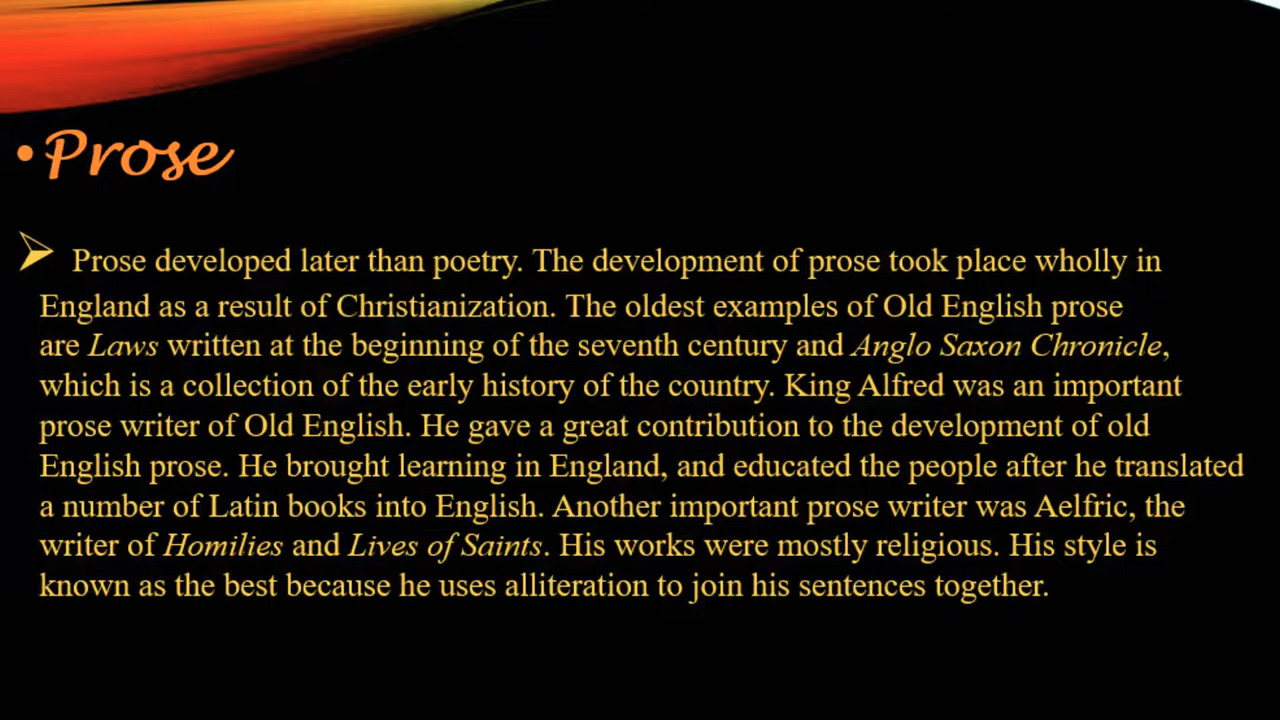 •Prose
➢ Prose developed later than poetry. The development of prose took place wholly in
England as a result of Christianization. The oldest examples of Old English prose
are Laws written at the beginning of the seventh century and Anglo Saxon Chronicle,
which is a collection of the early history of the country. King Alfred was an important
prose writer of Old English. He gave a great contribution to the development of old
English prose. He brought learning in England, and educated the people after he translated
a number of Latin books into English. Another important prose writer was Aelfric, the
writer of Homilies and Lives of Saints. His works were mostly religious. His style is
known as the best because he uses alliteration to join his sentences together.